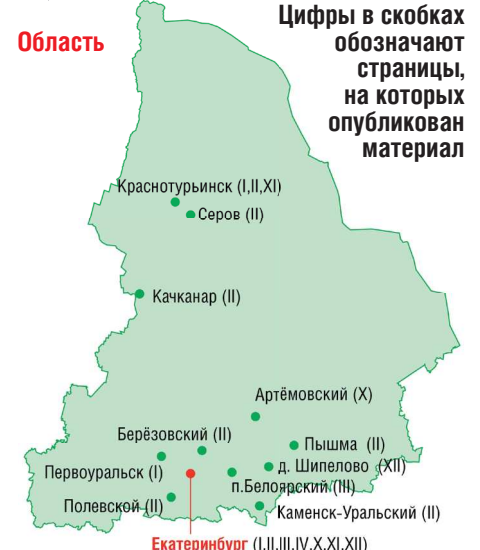 Цифры в скобках
обозначают
страницы,
на которых
опубликован
материал
Область
Краснотурьинск (I,II,XI)
Серов (II)
Качканар (II)
Артёмовский (X)
Берёзовский (II)
Пышма (II)
Первоуральск (I)
д. Шипелово (XII)
п.Белоярский (III)
Полевской (II)
Каменск-Уральский (II)
Екатеринбург (I,II,III,IV,X,XI,XII)